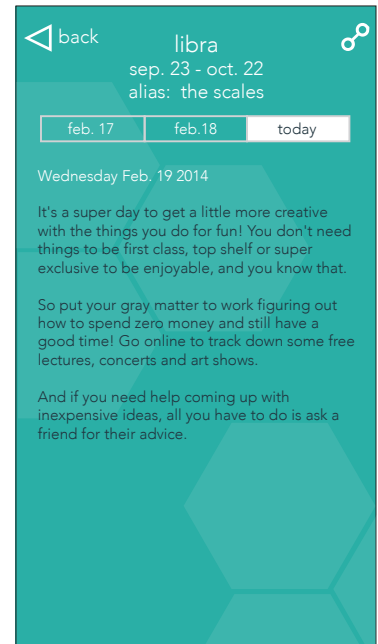 back
libra
sep. 23 - oct. 22
alias:  the scales
feb. 17
feb.18
today
Wednesday Feb. 19 2014
It's a super day to get a little more creative
with the things you do for fun! You don't need
things to be first class, top shelf or super
exclusive to be enjoyable, and you know that.
So put your gray matter to work figuring out
how to spend zero money and still have a
good time! Go online to track down some free
lectures, concerts and art shows.
And if you need help coming up with
inexpensive ideas, all you have to do is ask a
friend for their advice.